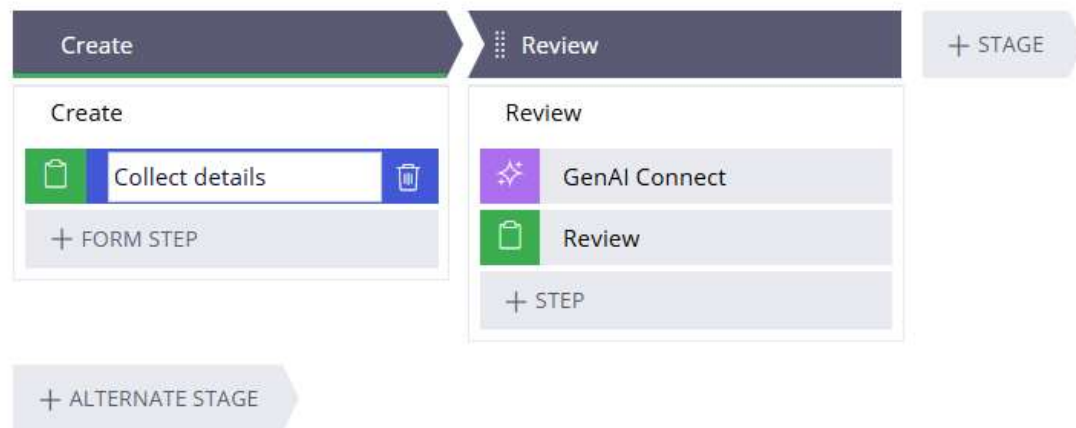 Create
Review
+ STAGE
Create
Collect details
+ FORM STEP
Review
GenAI Connect
Review
+ STEP
+ ALTERNATE STAGE